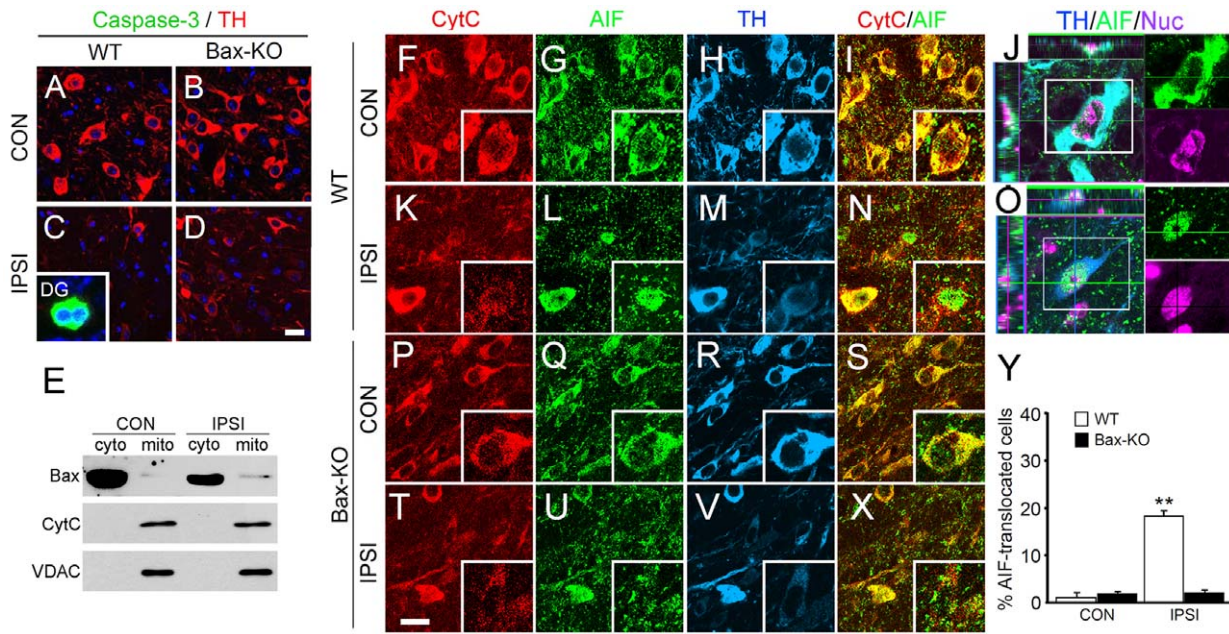 Caspase-3 / TH
WT Bax-KO
CON
A B
IPSI
C D
DG
E
CON IPSI
cyto mito cyto mito
Bax
CytC
VDAC
CytC AIF TH CytC/AIF
WT
CON
F G H I
IPSI
K L M N
Bax-KO
CON
P Q R S
IPSI
T U V X
TH/AIF/Nuc
J
O
Y
% AIF-translocated cells
40
30
20
10
0
WT
Bax-KO
**
CON IPSI